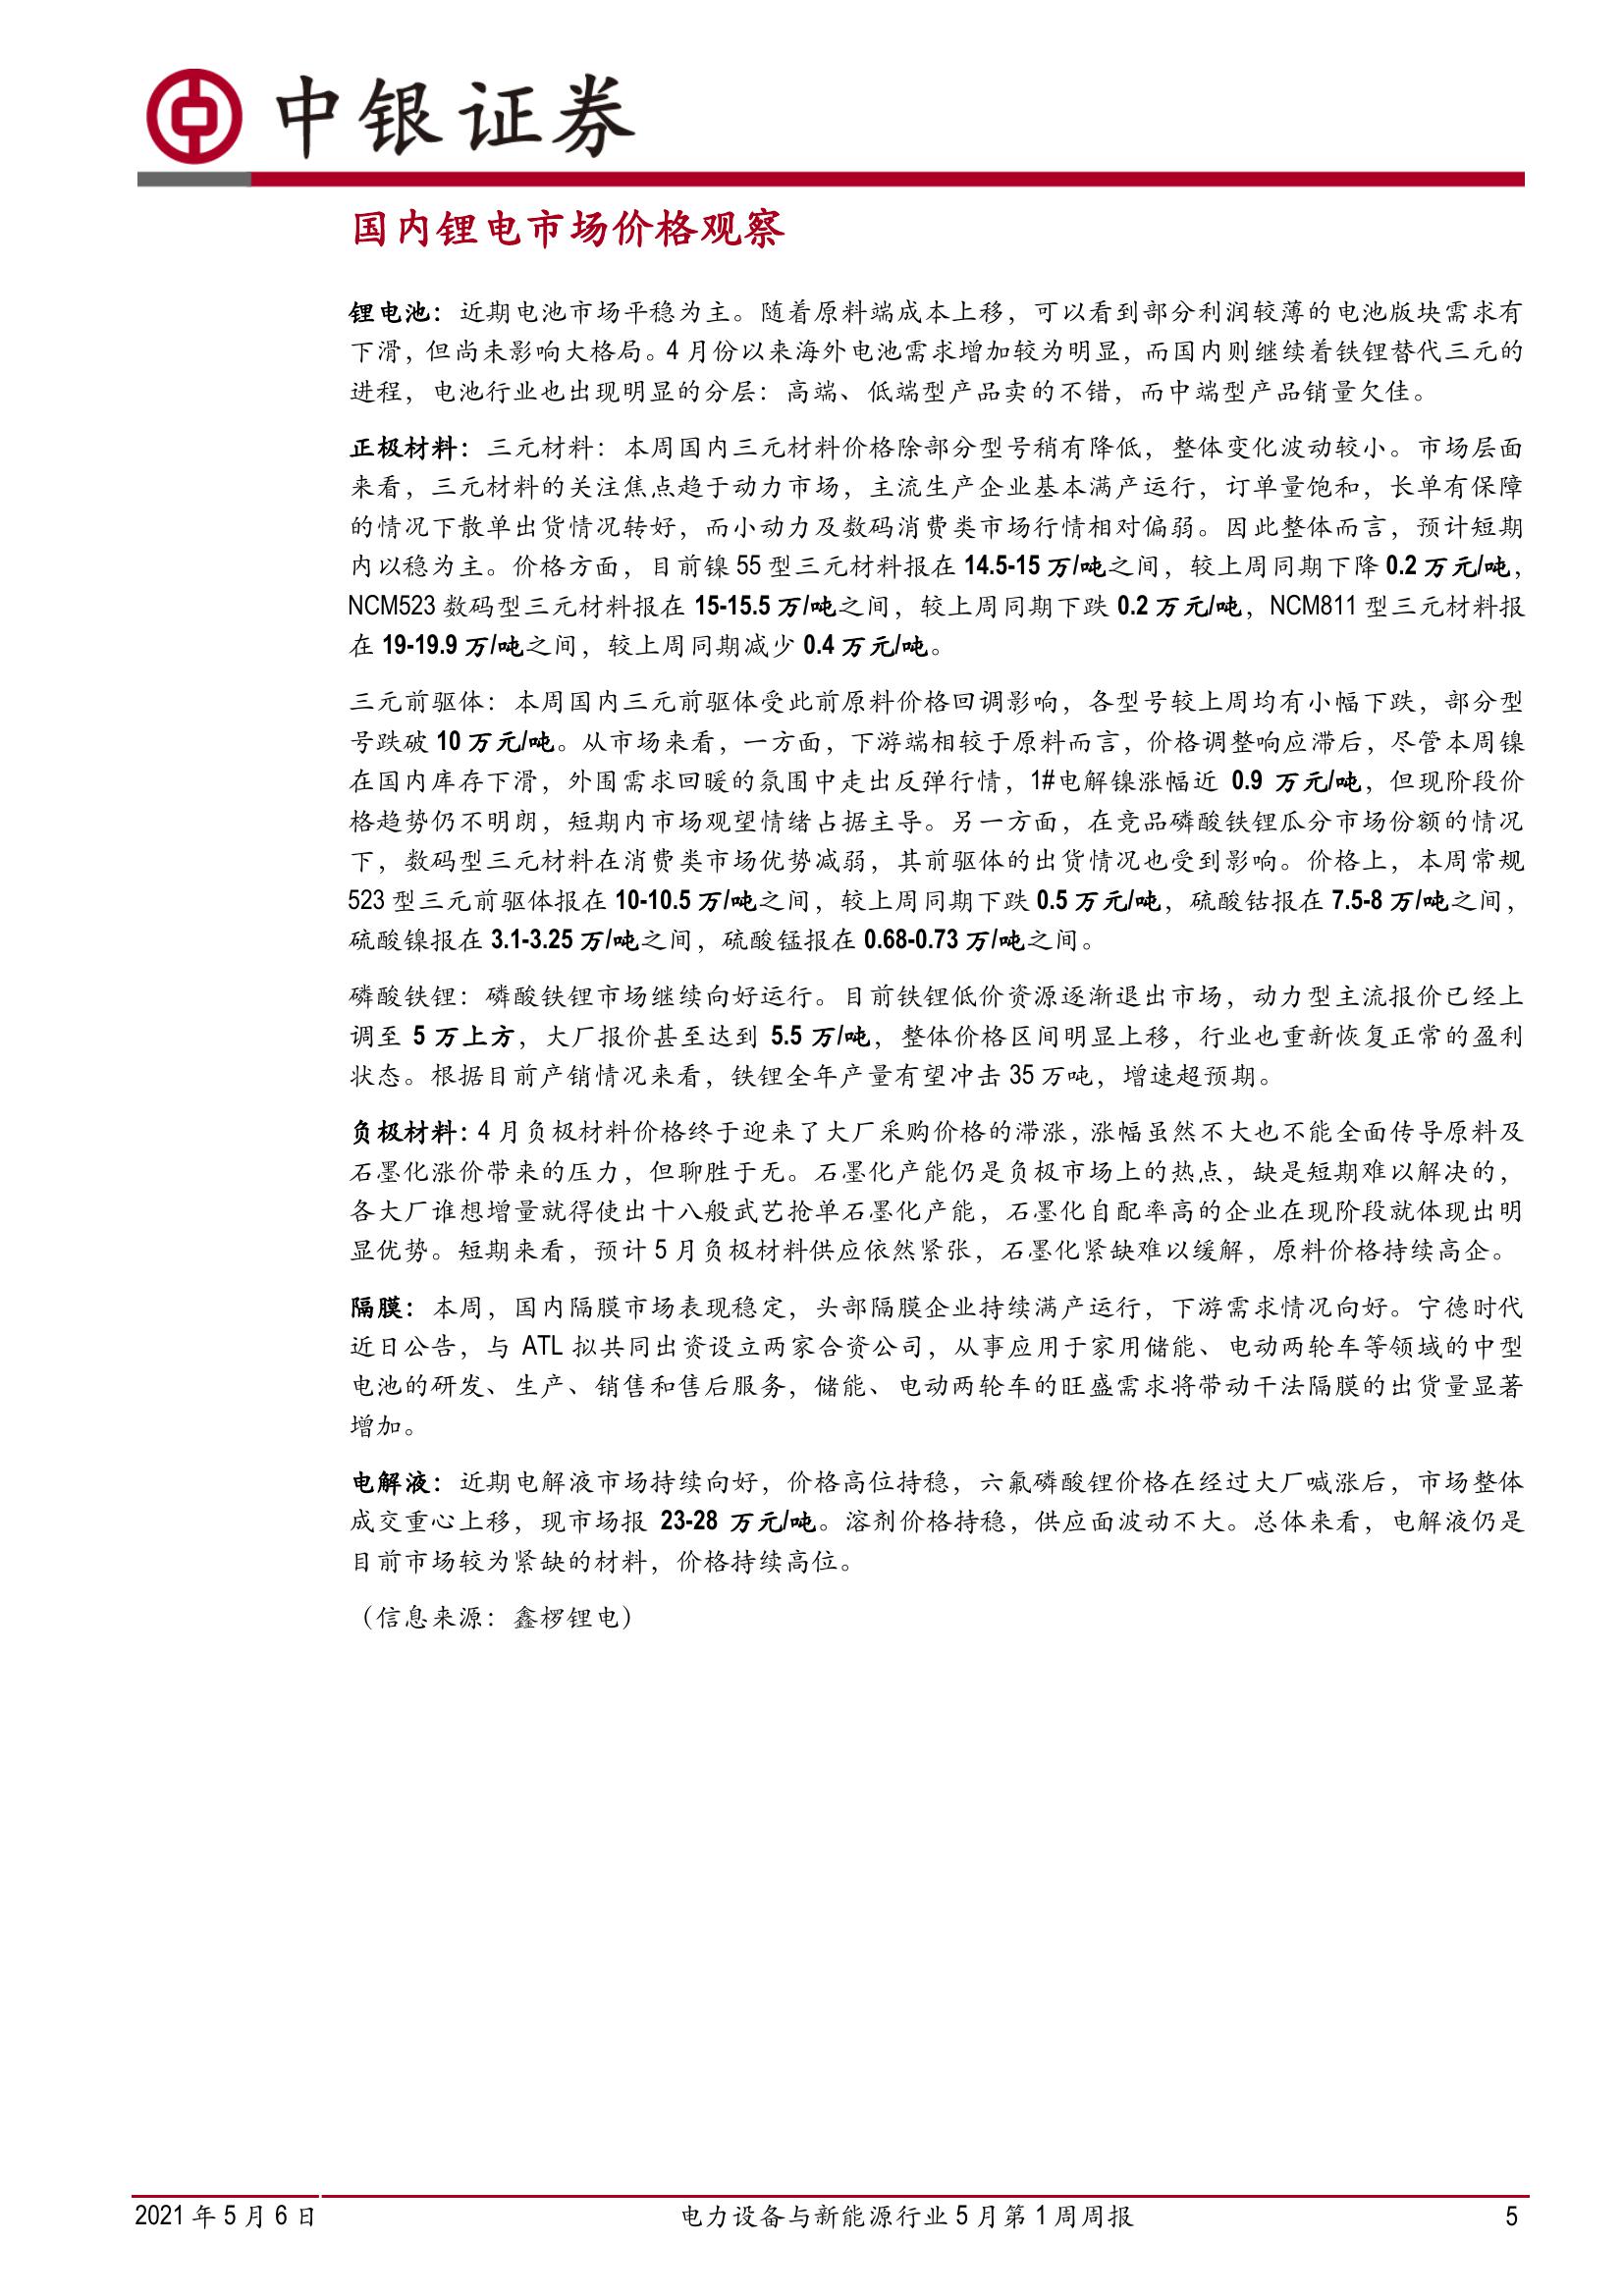 中银证券
国内锂电市场价格观察
锂电池：近期电池市场平稳为主。随着原料端成本上移，可以看到部分利润较薄的电池版块需求有
下滑，但尚未影响大格局。4 月份以来海外电池需求增加较为明显，而国内则继续着铁锂替代三元的
进程，电池行业也出现明显的分层：高端、低端型产品卖的不错，而中端型产品销量欠佳。
正极材料：三元材料：本周国内三元材料价格除部分型号稍有降低，整体变化波动较小。市场层面
来看，三元材料的关注焦点趋于动力市场，主流生产企业基本满产运行，订单量饱和，长单有保障
的情况下散单出货情况转好，而小动力及数码消费类市场行情相对偏弱。因此整体而言，预计短期
内以稳为主。价格方面，目前镍 55 型三元材料报在 14.5-15 万/吨之间，较上周同期下降 0.2 万元/吨，
NCM523 数码型三元材料报在 15-15.5 万/吨之间，较上周同期下跌 0.2 万元/吨，NCM811 型三元材料报
在 19-19.9 万/吨之间，较上周同期减少 0.4 万元/吨。
三元前驱体：本周国内三元前驱体受此前原料价格回调影响，各型号较上周均有小幅下跌，部分型
号跌破 10 万元/吨。从市场来看，一方面，下游端相较于原料而言，价格调整响应滞后，尽管本周镍
在国内库存下滑，外围需求回暖的氛围中走出反弹行情，1#电解镍涨幅近 0.9 万元/吨，但现阶段价
格趋势仍不明朗，短期内市场观望情绪占据主导。另一方面，在竞品磷酸铁锂瓜分市场份额的情况
下，数码型三元材料在消费类市场优势减弱，其前驱体的出货情况也受到影响。价格上，本周常规
523 型三元前驱体报在 10-10.5 万/吨之间，较上周同期下跌 0.5 万元/吨，硫酸钴报在 7.5-8 万/吨之间，
硫酸镍报在 3.1-3.25 万/吨之间，硫酸锰报在 0.68-0.73 万/吨之间。
磷酸铁锂：磷酸铁锂市场继续向好运行。目前铁锂低价资源逐渐退出市场，动力型主流报价已经上
调至 5 万上方，大厂报价甚至达到 5.5 万/吨，整体价格区间明显上移，行业也重新恢复正常的盈利
状态。根据目前产销情况来看，铁锂全年产量有望冲击 35 万吨，增速超预期。
负极材料：4 月负极材料价格终于迎来了大厂采购价格的滞涨，涨幅虽然不大也不能全面传导原料及
石墨化涨价带来的压力，但聊胜于无。石墨化产能仍是负极市场上的热点，缺是短期难以解决的，
各大厂谁想增量就得使出十八般武艺抢单石墨化产能，石墨化自配率高的企业在现阶段就体现出明
显优势。短期来看，预计 5 月负极材料供应依然紧张，石墨化紧缺难以缓解，原料价格持续高企。
隔膜：本周，国内隔膜市场表现稳定，头部隔膜企业持续满产运行，下游需求情况向好。宁德时代
近日公告，与 ATL 拟共同出资设立两家合资公司，从事应用于家用储能、电动两轮车等领域的中型
电池的研发、生产、销售和售后服务，储能、电动两轮车的旺盛需求将带动干法隔膜的出货量显著
增加。
电解液：近期电解液市场持续向好，价格高位持稳，六氟磷酸锂价格在经过大厂喊涨后，市场整体
成交重心上移，现市场报 23-28 万元/吨。溶剂价格持稳，供应面波动不大。总体来看，电解液仍是
目前市场较为紧缺的材料，价格持续高位。
（信息来源：鑫椤锂电）
2021 年 5 月 6 日 电力设备与新能源行业 5 月第 1 周周报 5